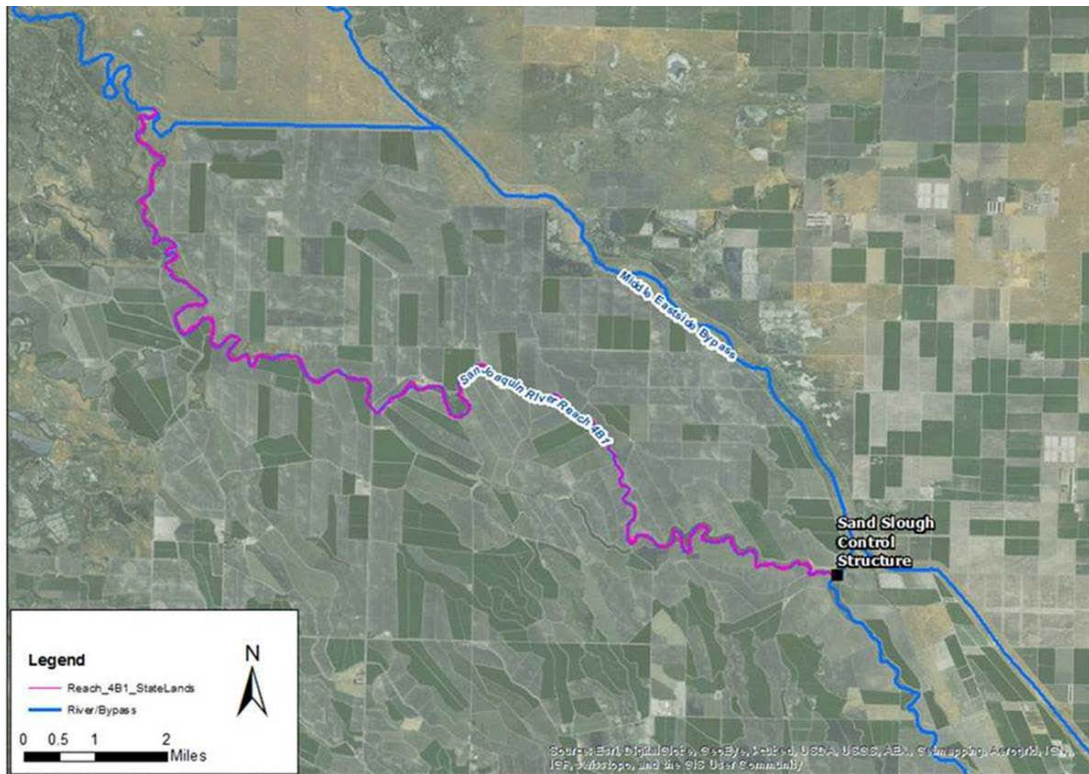 Middle Eastside Bypass
San Joaquin River Reach 4B1
Sand Slough
Control
Structure
Legend
N
Reach_4B1_StateLands
River/Bypass
0 0.5 1 2
Miles
Source: Esri, DigitalGlobe, GeoEye, i-cubed, USDA, USGS, AEX, Getmapping, Aerogrid, IGN,
IGP, swisstopo, and the GIS User Community